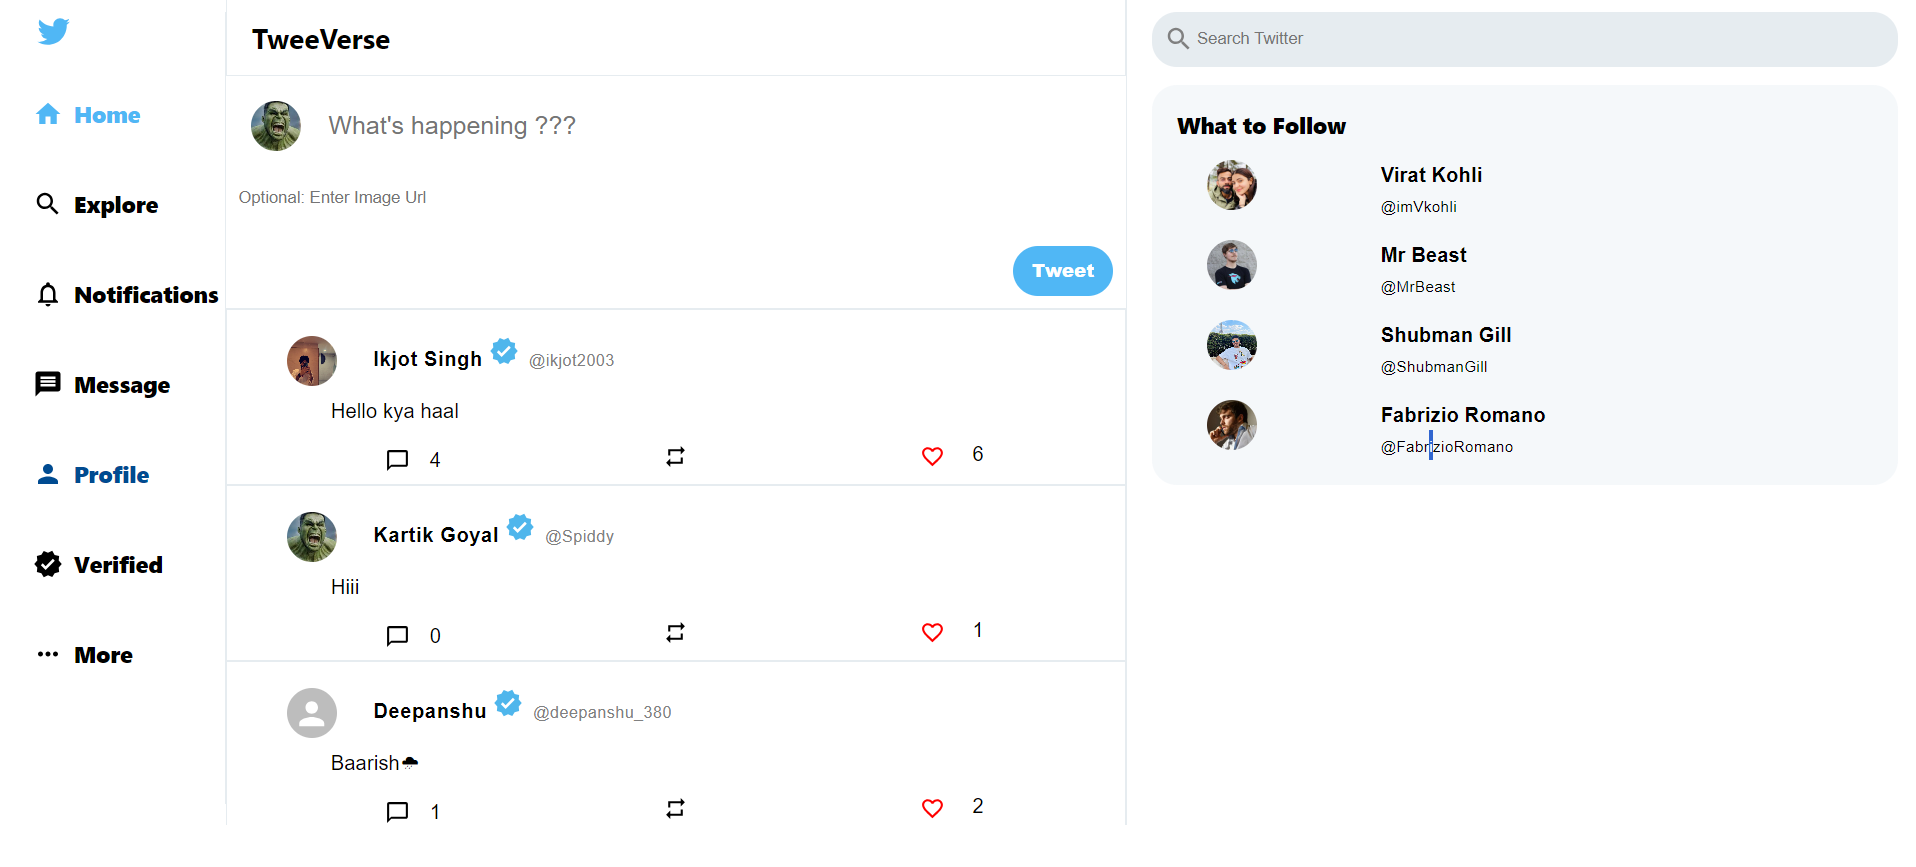 Home
Explore
Notifications
Message
Profile
Verified
More
TweeVerse
What's happening ???
Optional: Enter Image Url
Tweet
Ikjot Singh @ikjot2003
Hello kya haal
4 6
Kartik Goyal @Spiddy
Hiii
0 1
Deepanshu @deepanshu_380
Baarish🌧
1 2
Search Twitter
What to Follow
Virat Kohli
@imVkohli
Mr Beast
@MrBeast
Shubman Gill
@ShubmanGill
Fabrizio Romano
@FabrizioRomano